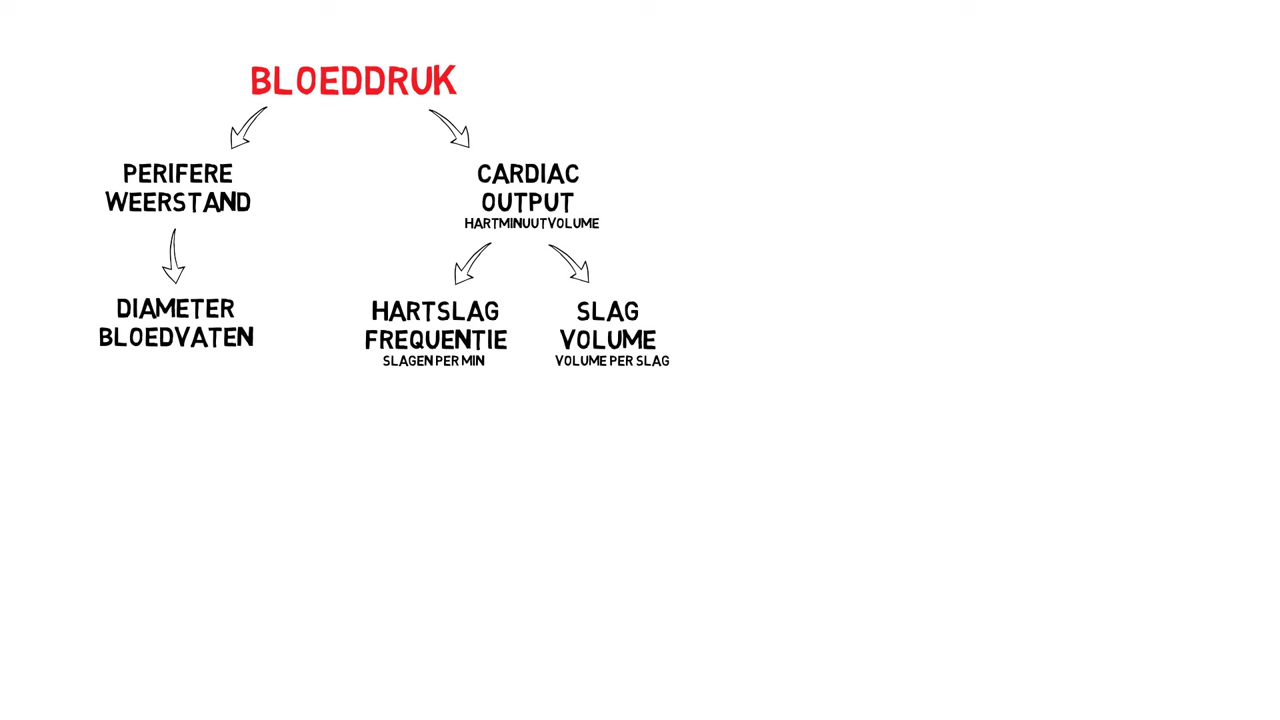 BLOEDDRUK
PERIFERE
WEERSTAND
CARDIAC
OUTPUT
HARTMINUUTVOLUME
DIAMETER
BLOEDVATEN
HARTSLAG
FREQUENTIE
SLAGEN PER MIN
SLAG
VOLUME
VOLUME PER SLAG